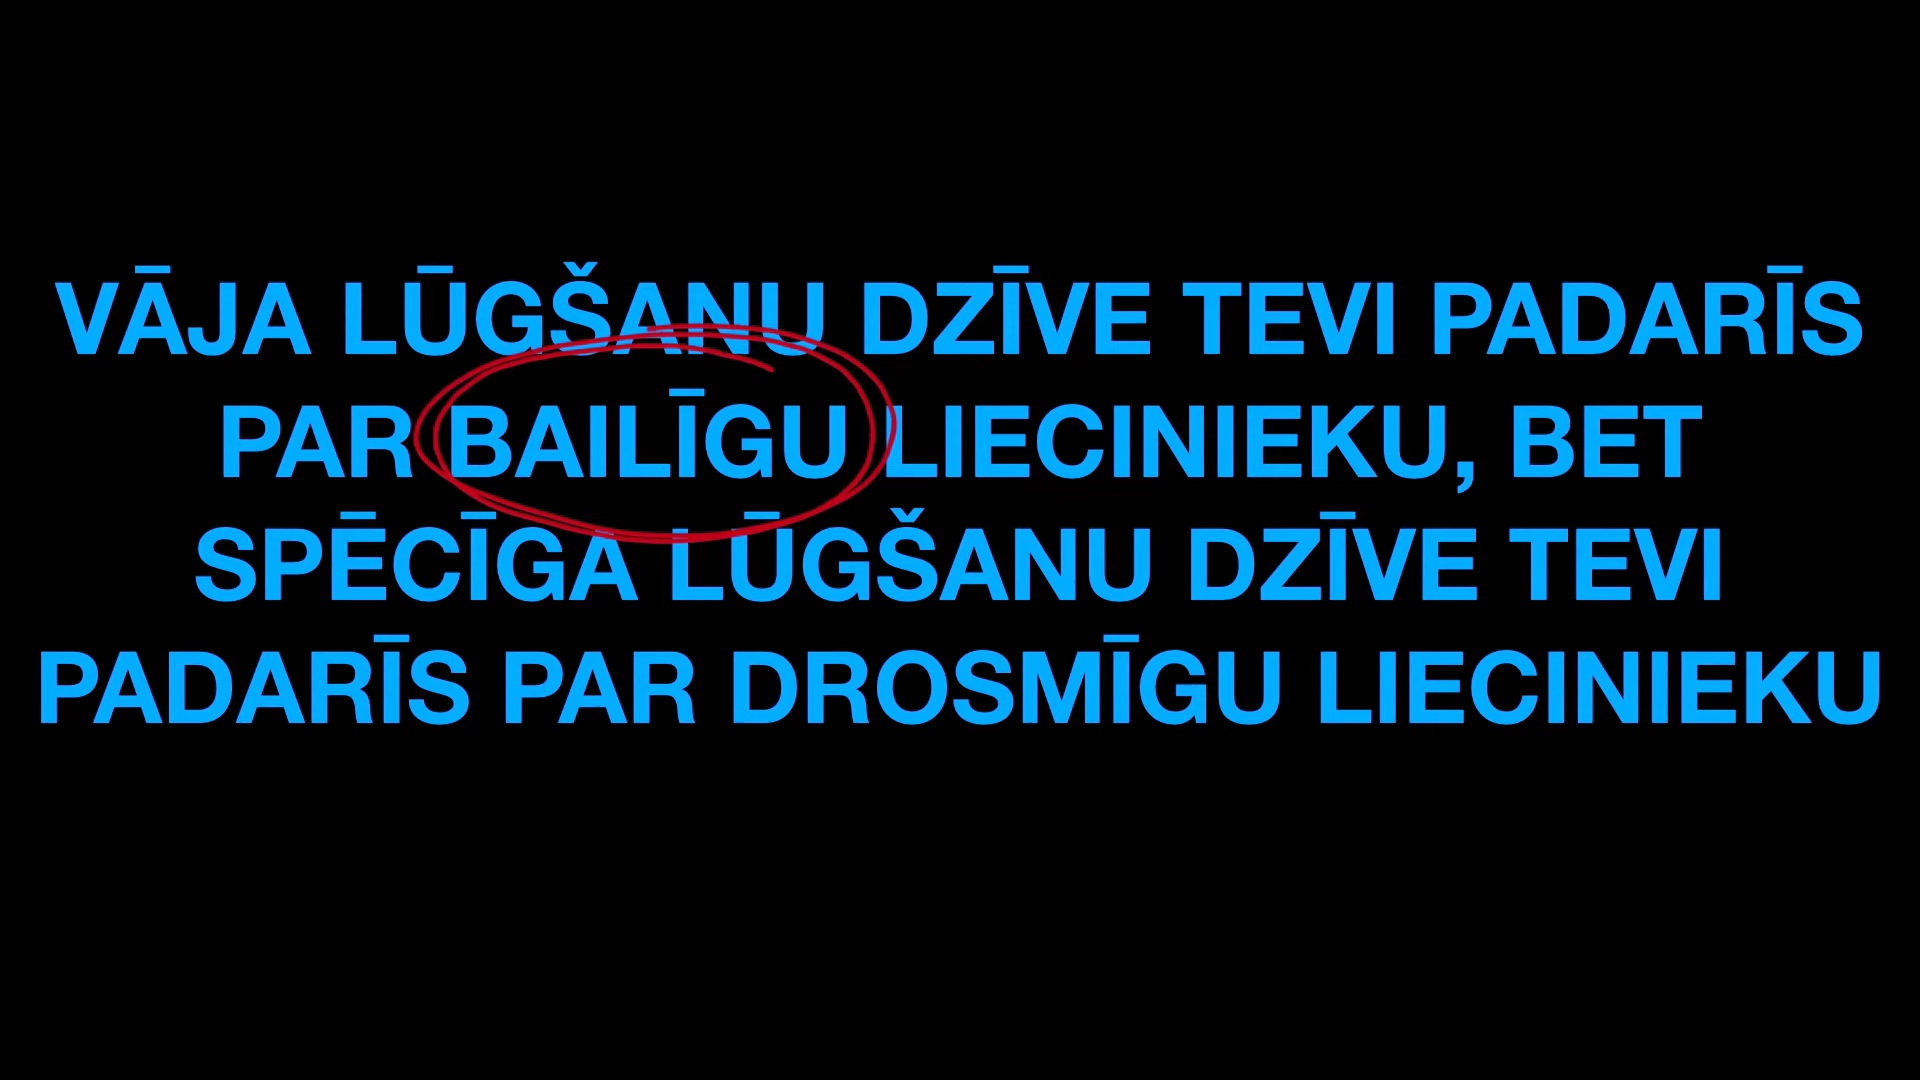 VĀJA LŪGŠANU DZĪVE TEVI PADARĪS
PAR BAILĪGU LIECINIEKU, BET
SPĒCĪGA LŪGŠANU DZĪVE TEVI
PADARĪS PAR DROSMĪGU LIECINIEKU